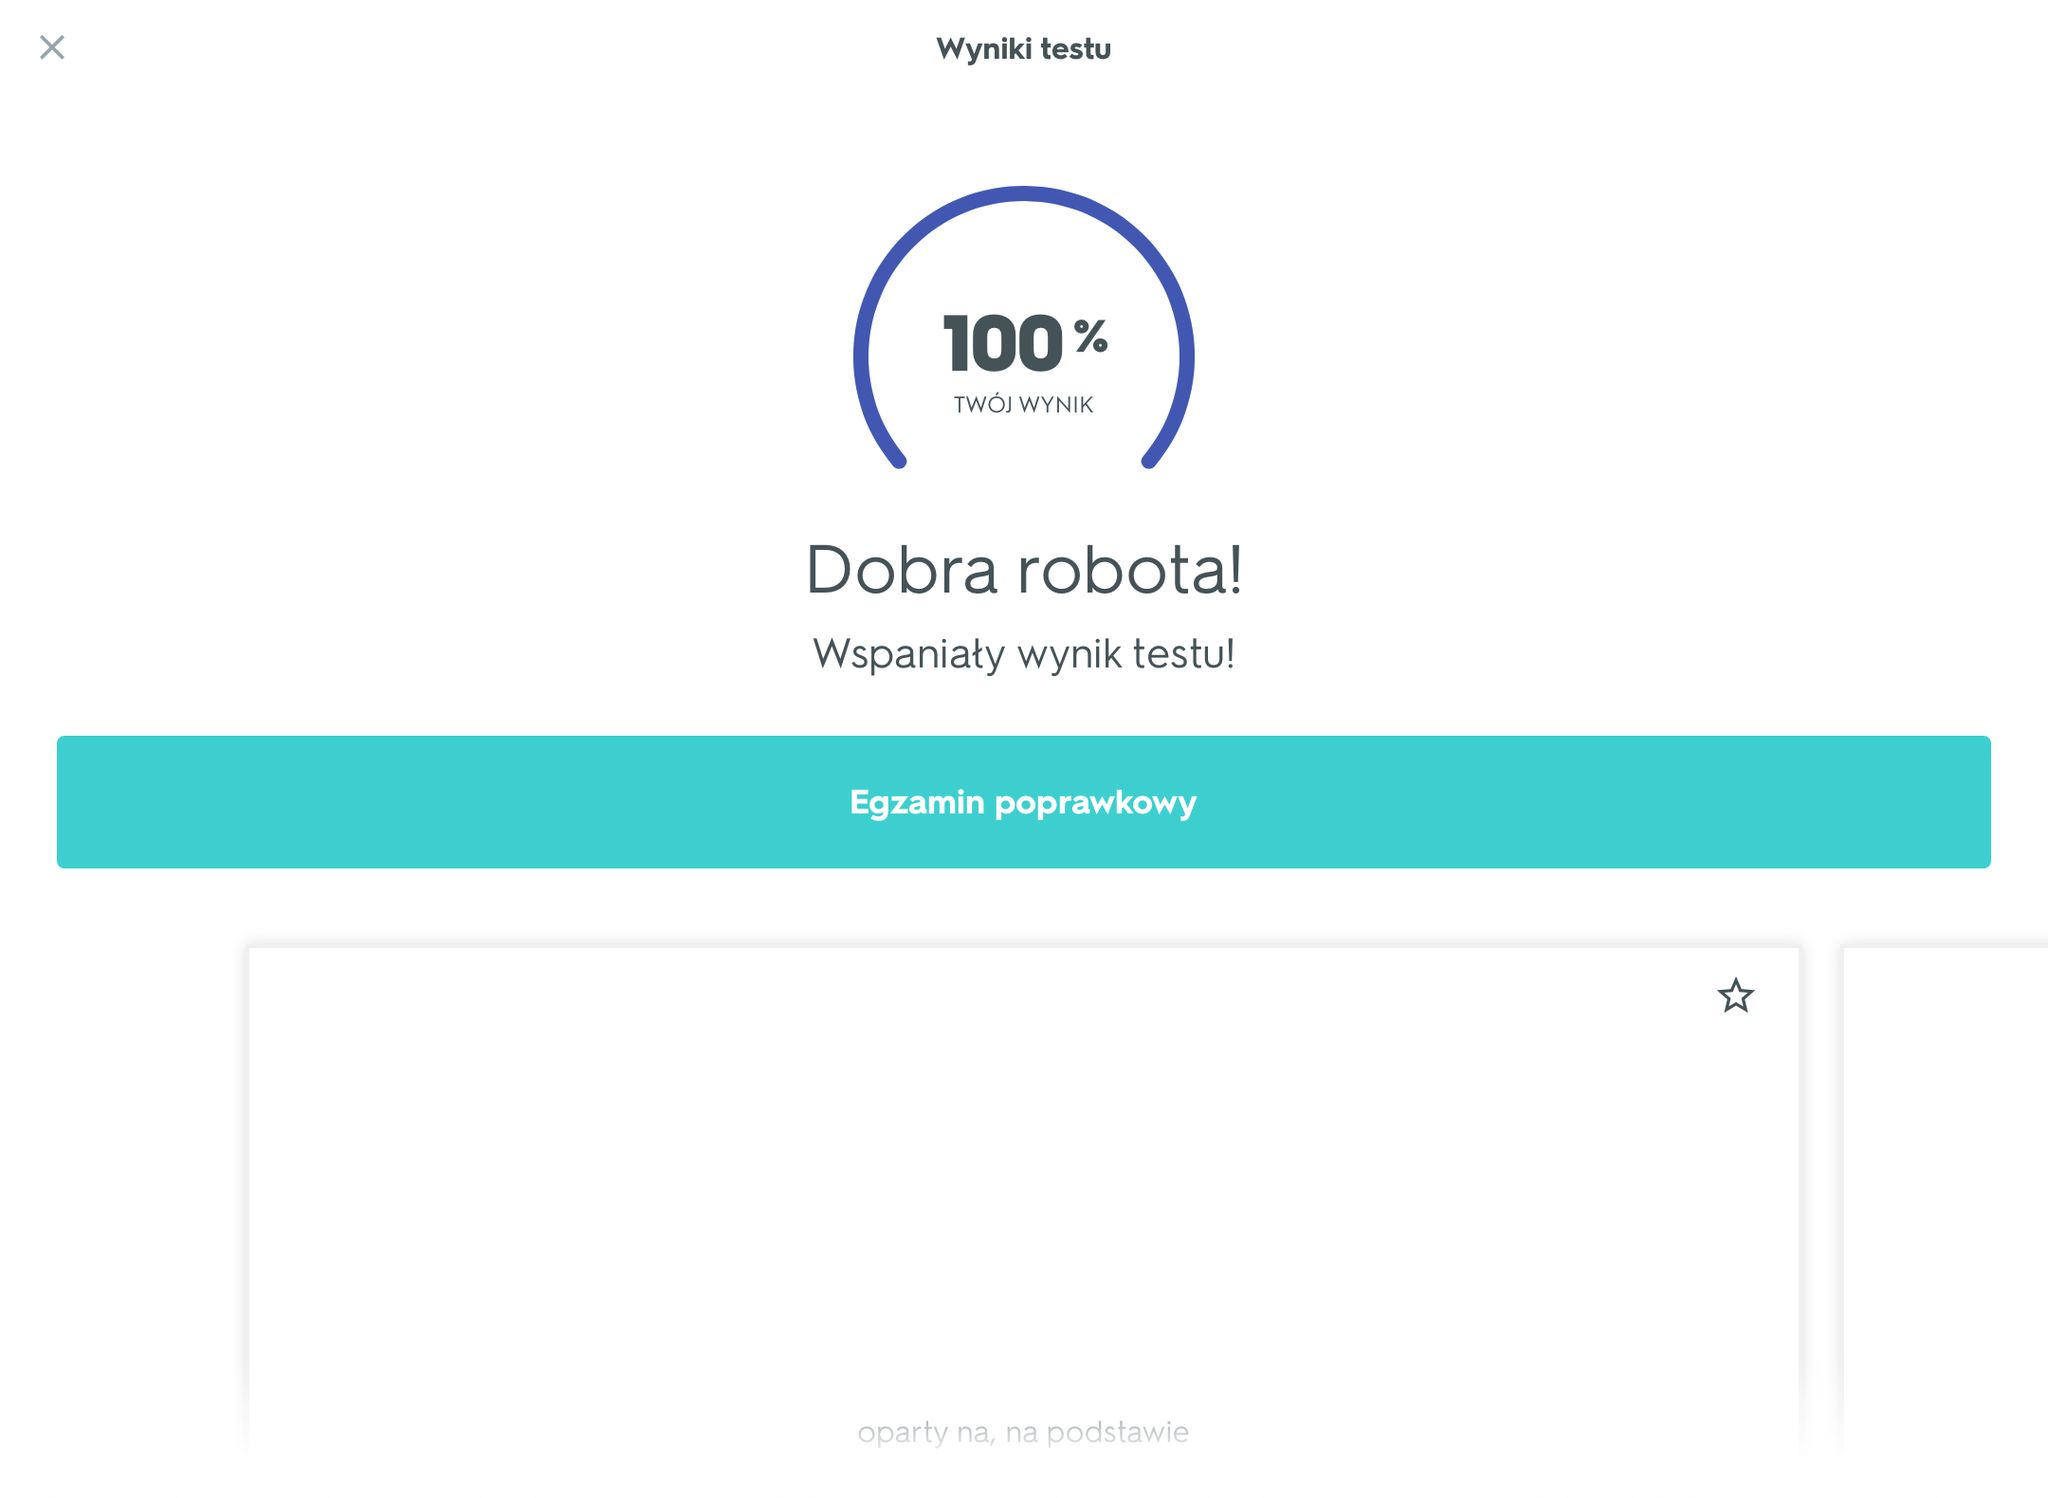 Wyniki testu
100 %
TWÓJ WYNIK
Dobra robota!
Wspaniały wynik testu!
Egzamin poprawkowy
oparty na, na podstawie